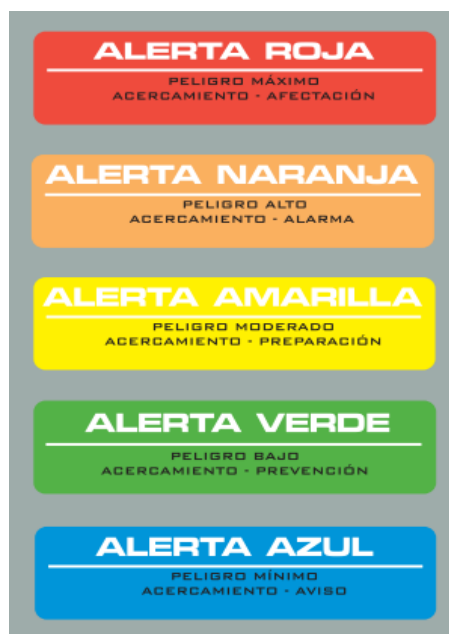 ALERTA ROJA
PELIGRO MÁXIMO
ACERCAMIENTO - AFECTACIÓN
ALERTA NARANJA
PELIGRO ALTO
ACERCAMIENTO - ALARMA
ALERTA AMARILLA
PELIGRO MODERADO
ACERCAMIENTO - PREPARACIÓN
ALERTA VERDE
PELIGRO BAJO
ACERCAMIENTO - PREVENCIÓN
ALERTA AZUL
PELIGRO MÍNIMO
ACERCAMIENTO - AVISO